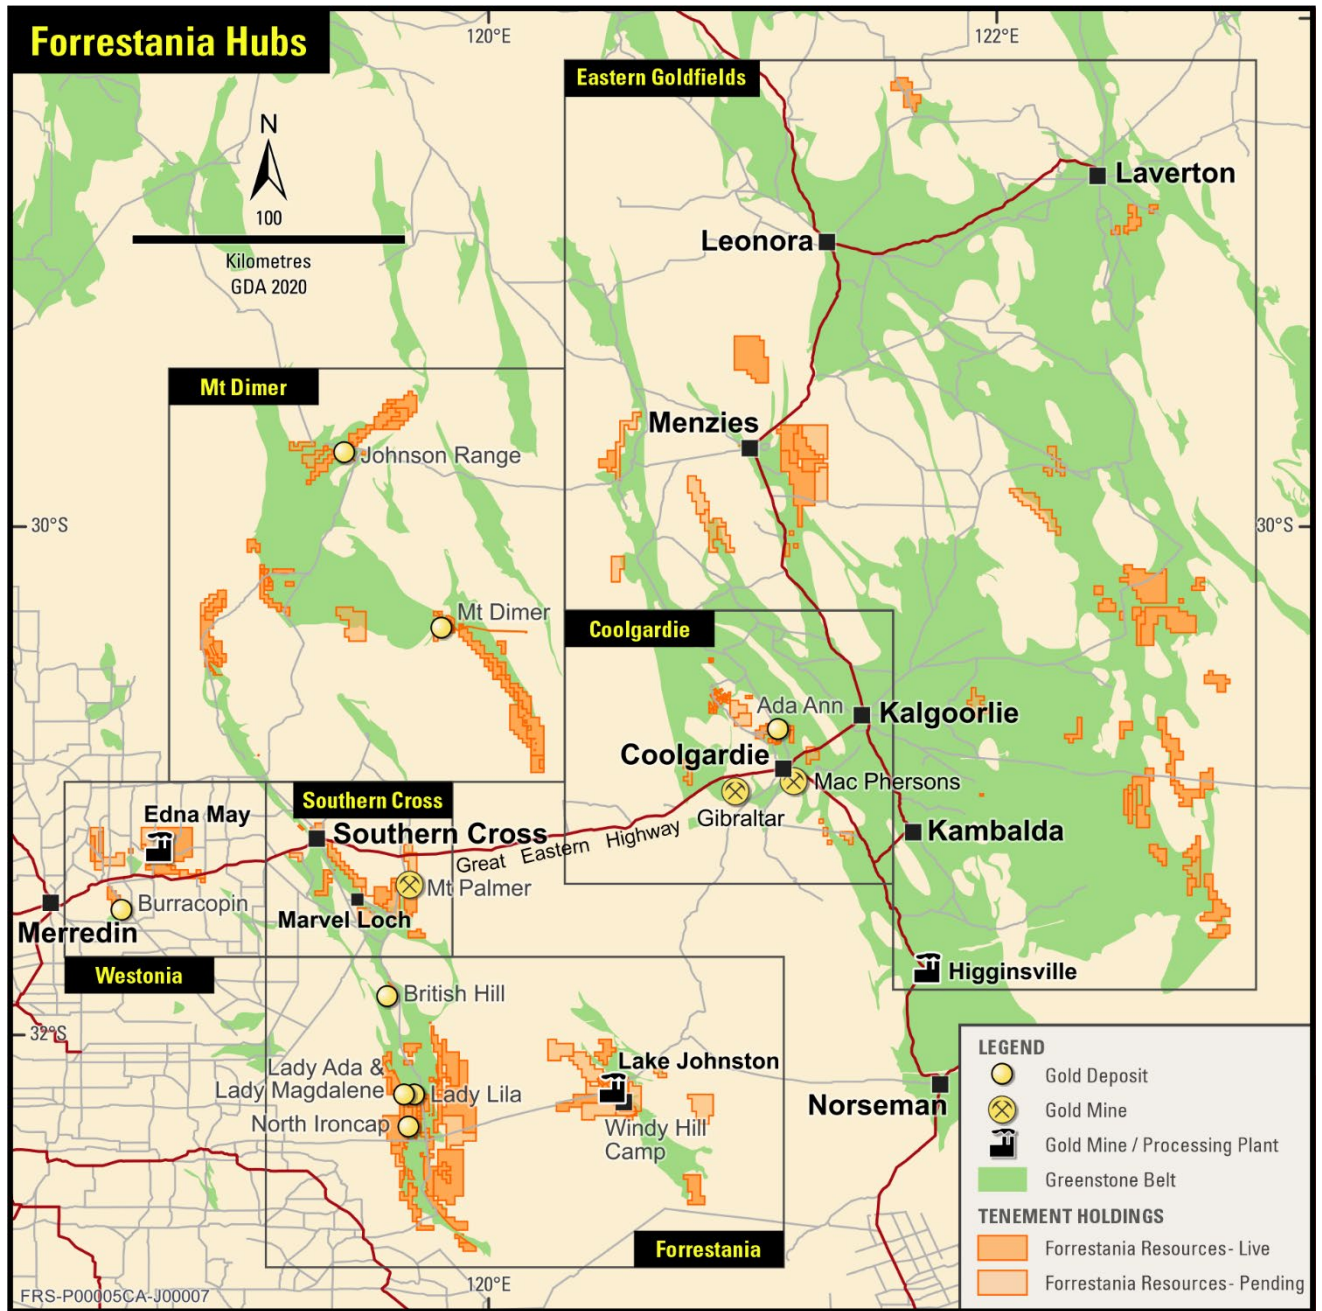 Forrestania Hubs
120°E
122°E
Eastern Goldfields
N
100
Kilometres
GDA 2020
Laverton
Leonora
Mt Dimer
Menzies
Johnson Range
30°S
30°S
Mt Dimer
Coolgardie
Ada Ann
Kalgoorlie
Coolgardie
Mac Phersons
Gibraltar
Southern Cross
Edna May
Southern Cross
Great Eastern Highway
Kambalda
Mt Palmer
Burracopin
Marvel Loch
Merredin
Westonia
Higginsville
British Hill
32°S
Lake Johnston
Lady Ada &
Lady Magdalene
Lady Lila
North Ironcap
Windy Hill
Camp
Norseman
Forrestania
120°E
FRS-P00005CA-J00007
LEGEND
Gold Deposit
Gold Mine
Gold Mine / Processing Plant
Greenstone Belt
TENEMENT HOLDINGS
Forrestania Resources- Live
Forrestania Resources- Pending